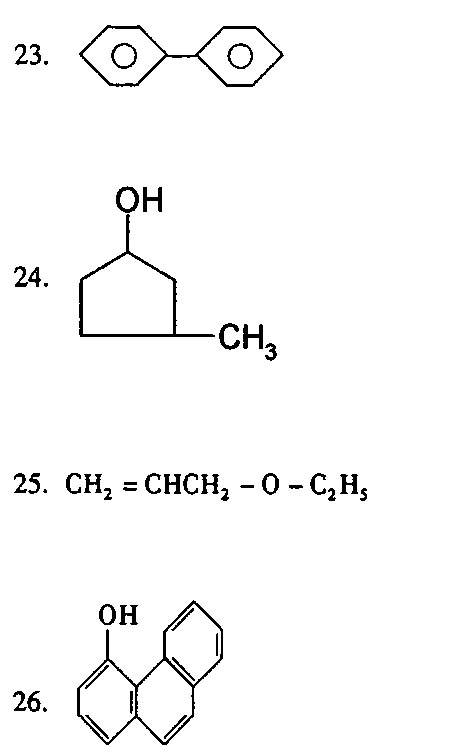 23.
OH
24.
CH₃
25. CH₂ = CHCH₂ – O – C₂H₅
OH
26.